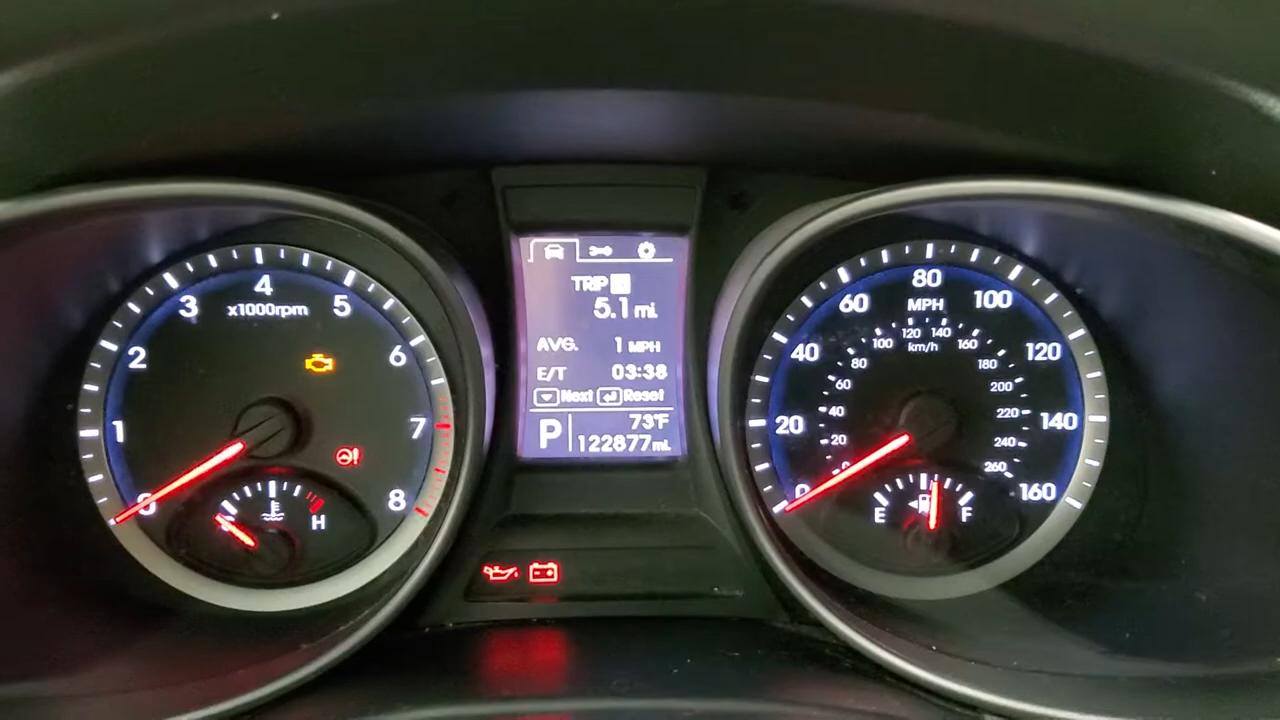 4
3
5
x1000rpm
2
6
1
7
0
8
H
TRIP
5.1 mi.
AVG. 1 MPH
E/T 03:38
Next Reset
P
73°F
122877 mi.
80
60
100
MPH
40
120
20
140
0
160
120 140
100
160
km/h
80
180
60
200
40
220
20
240
260
E
F